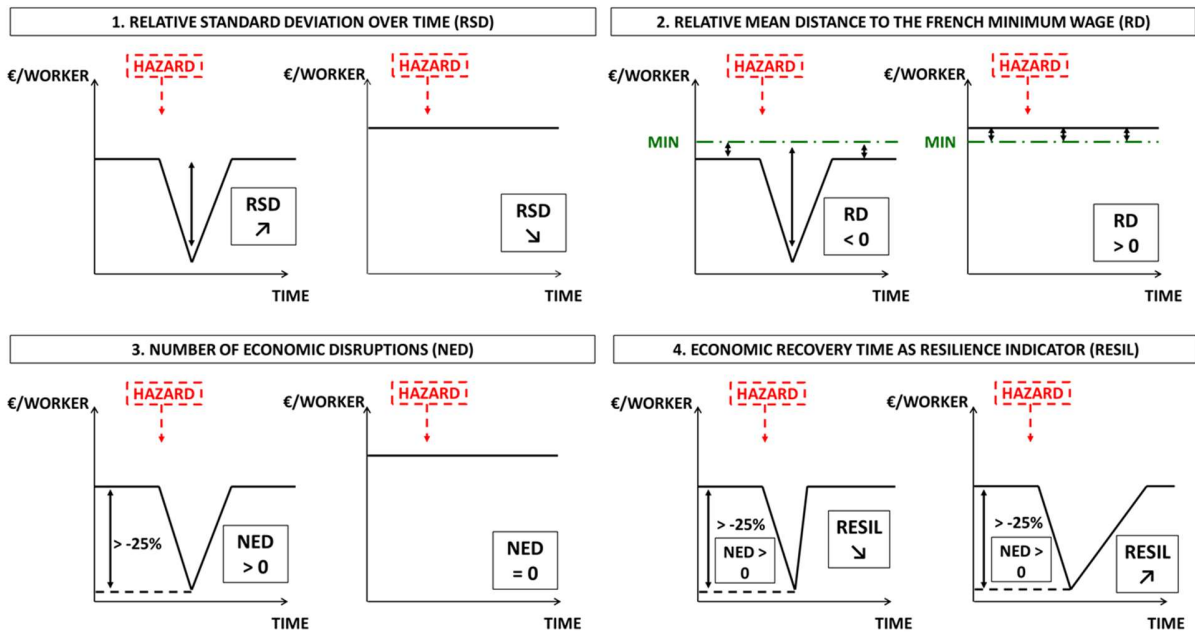 1. RELATIVE STANDARD DEVIATION OVER TIME (RSD)
HAZARD
€/WORKER
RSD
↗
TIME
HAZARD
€/WORKER
RSD
↘
TIME
2. RELATIVE MEAN DISTANCE TO THE FRENCH MINIMUM WAGE (RD)
HAZARD
€/WORKER
MIN
RD
< 0
TIME
HAZARD
€/WORKER
MIN
RD
> 0
TIME
3. NUMBER OF ECONOMIC DISRUPTIONS (NED)
HAZARD
€/WORKER
> -25%
NED
> 0
TIME
HAZARD
€/WORKER
NED
= 0
TIME
4. ECONOMIC RECOVERY TIME AS RESILIENCE INDICATOR (RESIL)
HAZARD
€/WORKER
> -25%
NED >
0
RESIL
↘
TIME
HAZARD
€/WORKER
> -25%
NED >
0
RESIL
↗
TIME